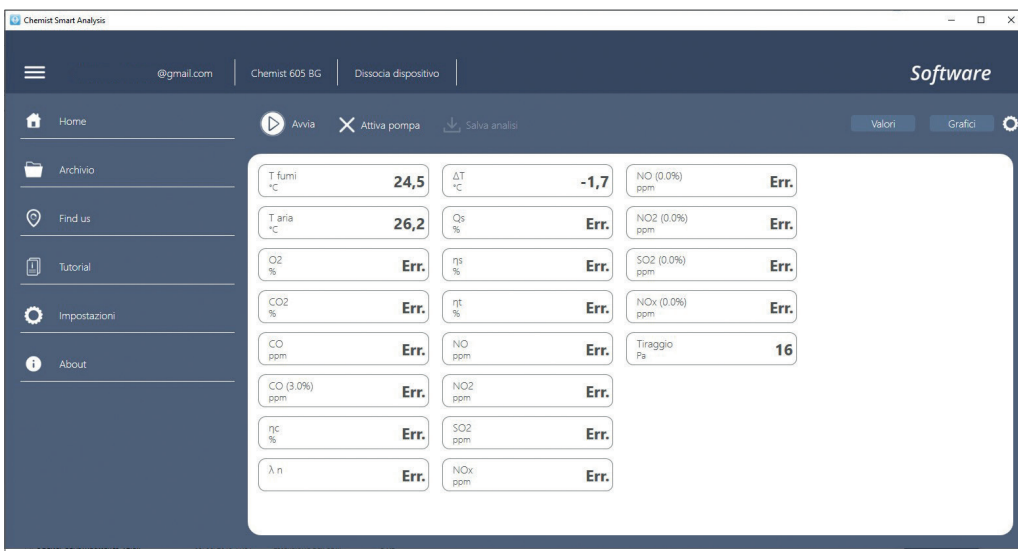 Chemist Smart Analysis
@gmail.com
Chemist 605 BG
Dissocia dispositivo
Software
Home
Archivio
Find us
Tutorial
Impostazioni
About
Avvia
Attiva pompa
Salva analisi
Valori
Grafici
T fumi
°C
24,5
T aria
°C
26,2
O2
%
Err.
CO2
%
Err.
CO
ppm
Err.
CO (3.0%)
ppm
Err.
ηc
%
Err.
λ n
Err.
ΔT
°C
-1,7
Qs
%
Err.
ηs
%
Err.
ηt
%
Err.
NO
ppm
Err.
NO2
ppm
Err.
SO2
ppm
Err.
NOx
ppm
Err.
NO (0.0%)
ppm
Err.
NO2 (0.0%)
ppm
Err.
SO2 (0.0%)
ppm
Err.
NOx (0.0%)
ppm
Err.
Tiraggio
Pa
16